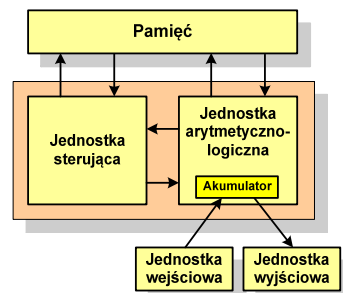 Pamięć
Jednostka
sterująca
Jednostka
arytmetyczno-
logiczna
Akumulator
Jednostka
wejściowa
Jednostka
wyjściowa